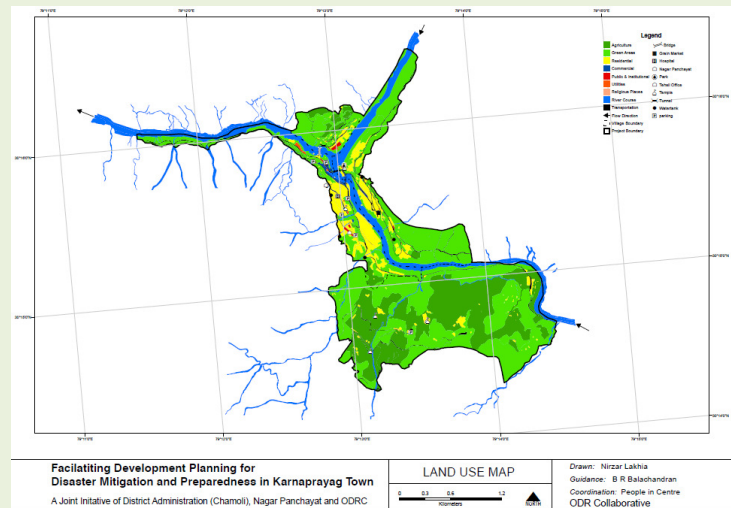 Legend
Agriculture
Green Areas
Residential
Commercial
Public & Institutional
Utilities
Religious Places
River Course
Transportation
Flow Direction
Village Boundary
Project Boundary
Bridge
Hospital
Nagar Panchayat
Park
Tehsil Office
Temple
Tunnel
parking
Facilatiting Development Planning for
Disaster Mitigation and Preparedness in Karnaprayag Town
A Joint Initative of District Administration (Chamoli), Nagar Panchayat and ODRC
LAND USE MAP
0 0.3 0.6 1.2
Kilometers
NORTH
Drawn: Nirzar Lakhia
Guidance: B R Balachandran
Coordination: People in Centre
ODR Collaborative